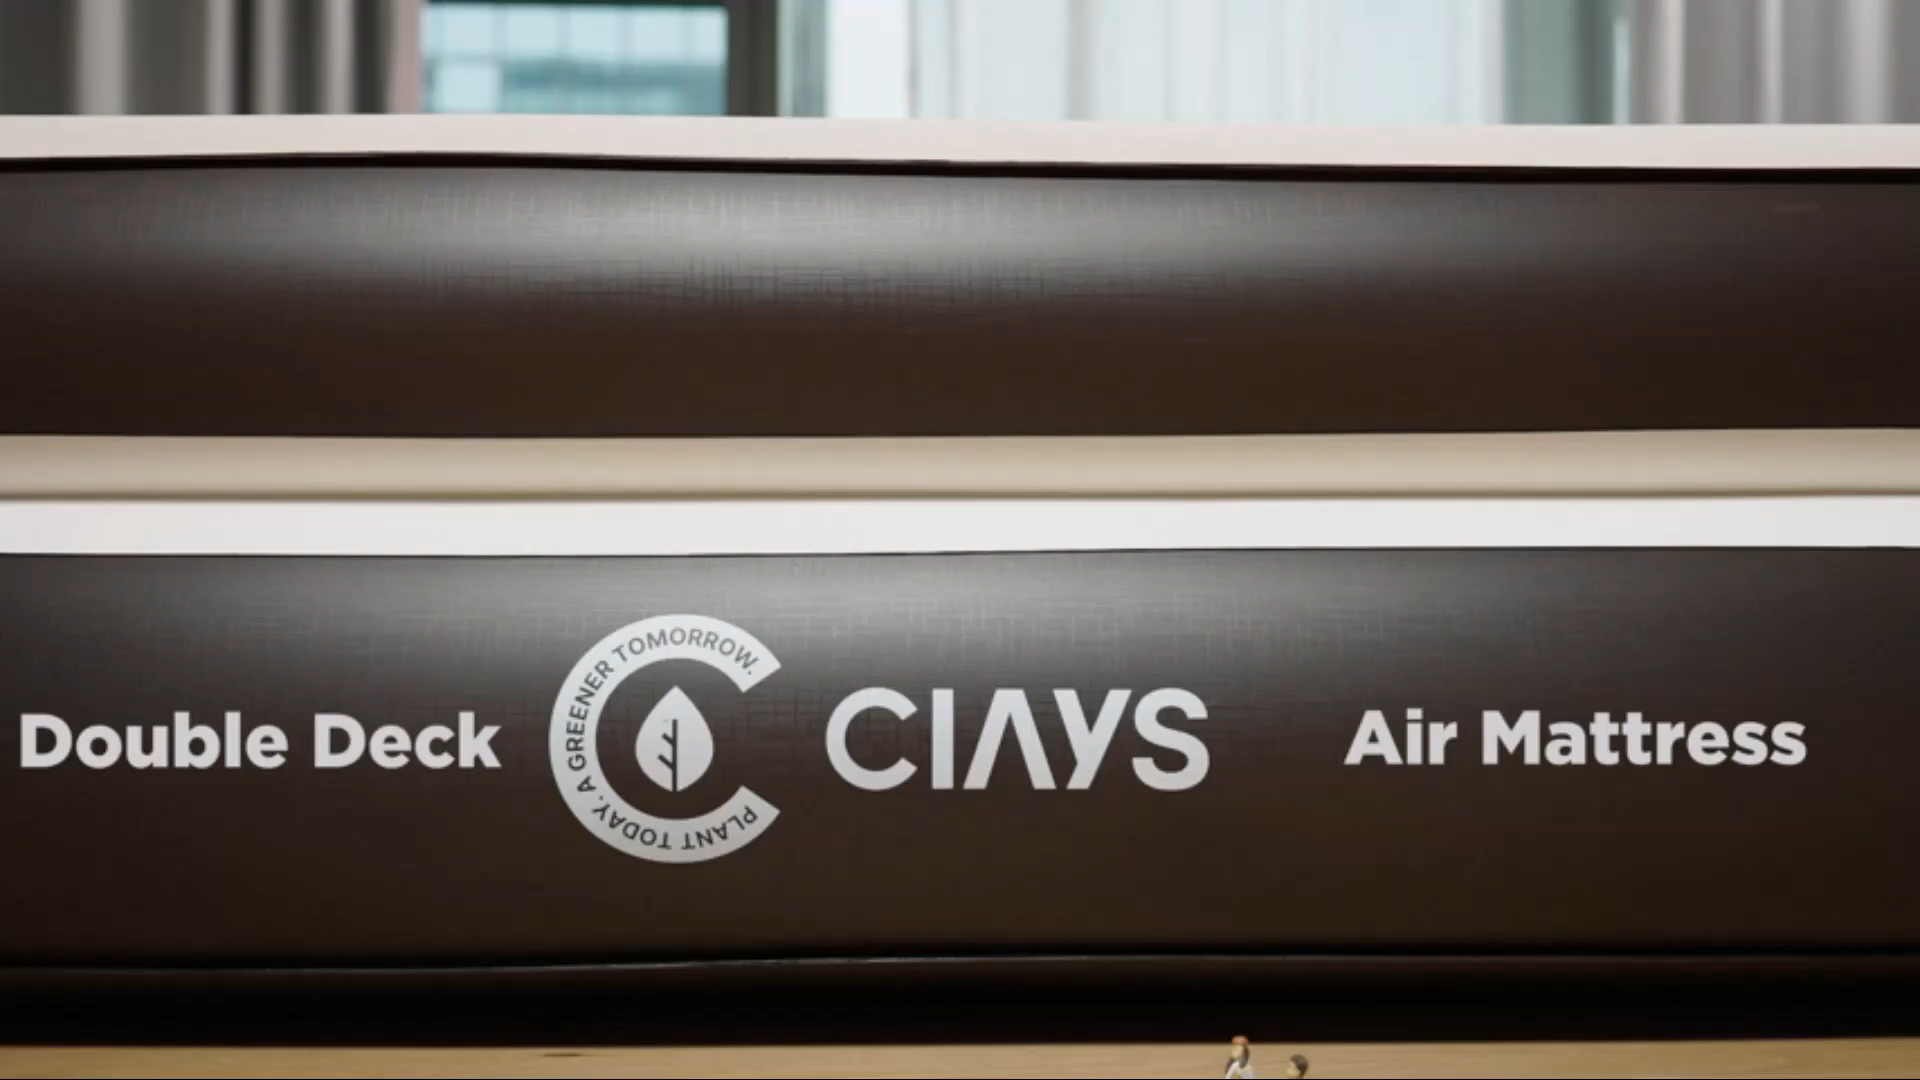 Double Deck
PLANT TODAY. A GREENER TOMORROW.
CIAYS
Air Mattress